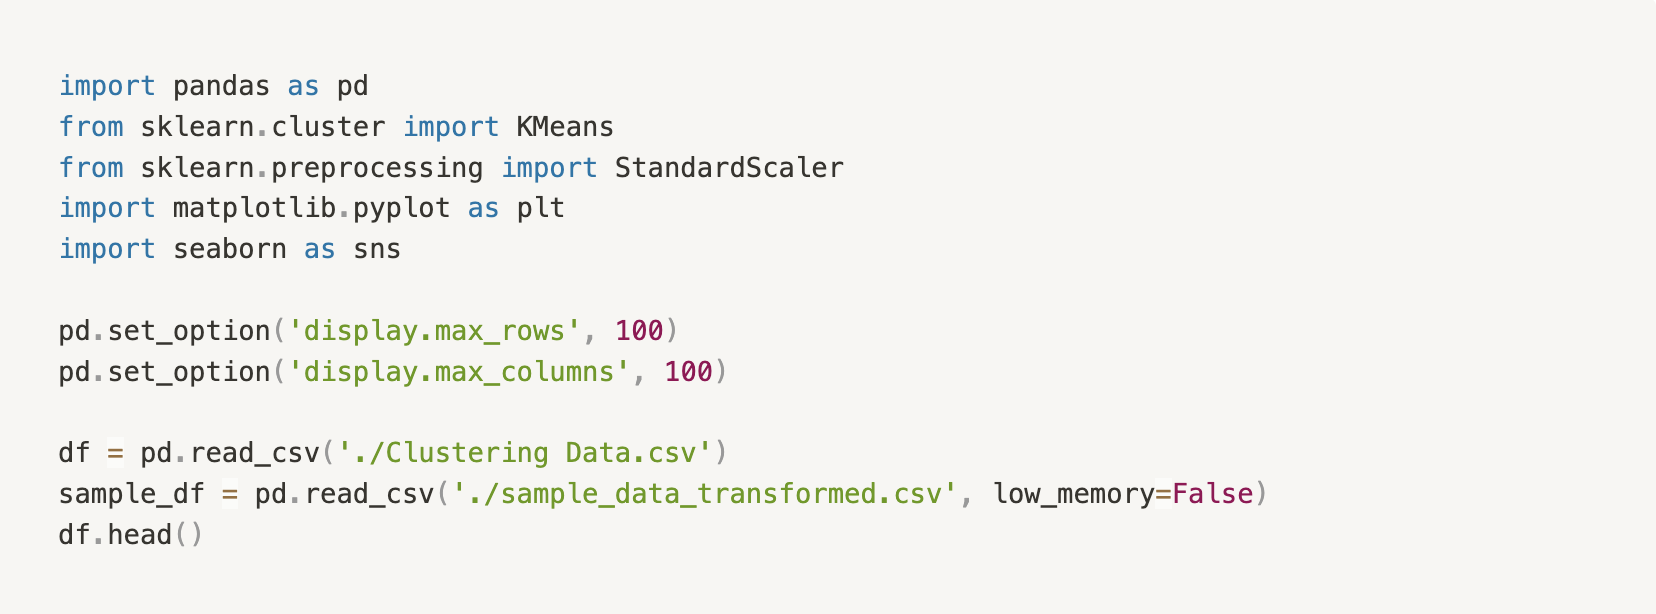 import pandas as pd
from sklearn.cluster import KMeans
from sklearn.preprocessing import StandardScaler
import matplotlib.pyplot as plt
import seaborn as sns
pd.set_option('display.max_rows', 100)
pd.set_option('display.max_columns', 100)
df = pd.read_csv('./Clustering Data.csv')
sample_df = pd.read_csv('./sample_data_transformed.csv', low_memory=False)
df.head()